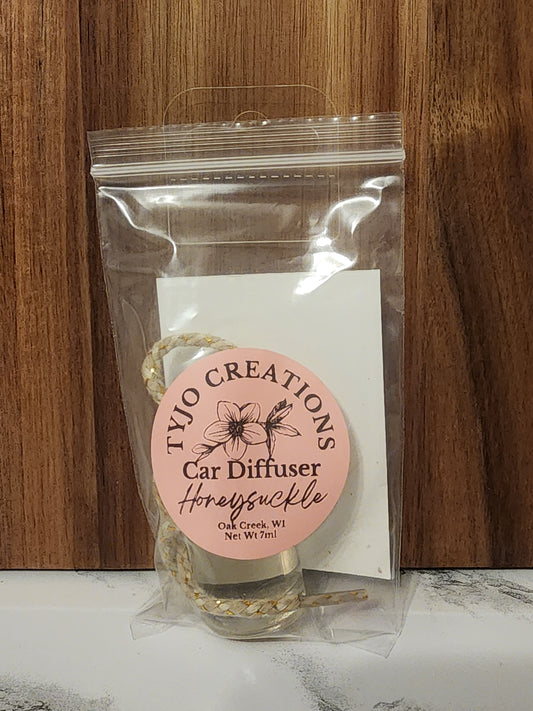 TYJO CREATIONS
Car Diffuser
Honeysuckle
Oak Creek, WI
Net Wt 7ml